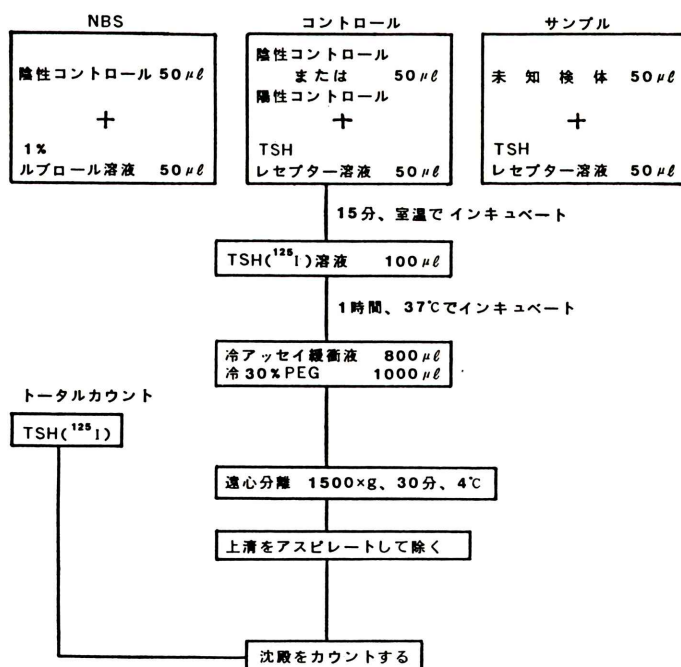 NBS
陰性コントロール 50μℓ
+
1%
ルブロール溶液 50μℓ
コントロール
陰性コントロール
または 50μℓ
陽性コントロール
+
TSH
レセプター溶液 50μℓ
サンプル
未知検体 50μℓ
+
TSH
レセプター溶液 50μℓ
15分、室温でインキュベート
TSH(¹²⁵I)溶液 100μℓ
1時間、37℃でインキュベート
冷アッセイ緩衝液 800μℓ
冷30%PEG 1000μℓ
トータルカウント
TSH(¹²⁵I)
遠心分離 1500×g、30分、4℃
上清をアスピレートして除く
沈殿をカウントする